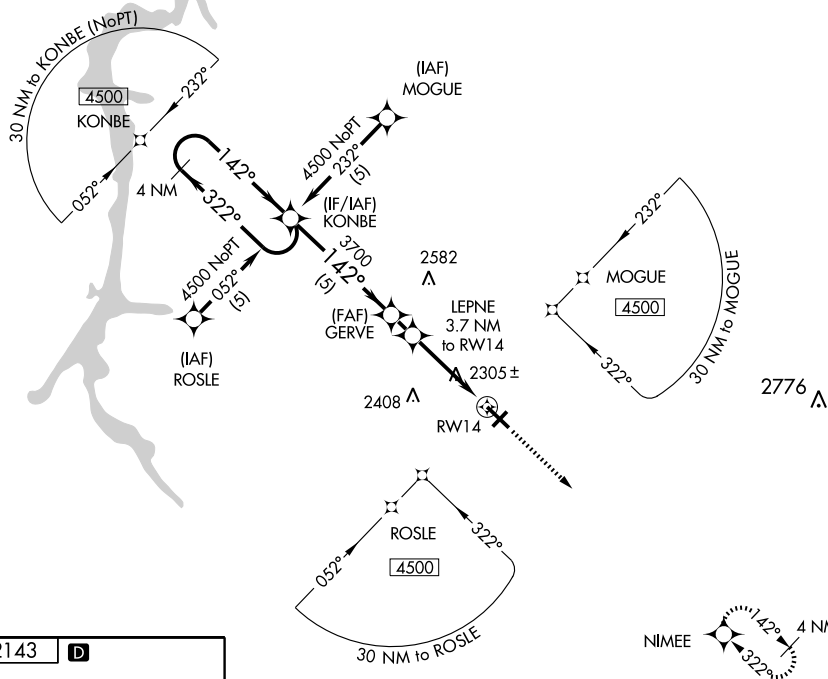 30 NM to KONBE (NoPT)
4500
KONBE
232°
052°
(IAF)
MOGUE
4500 NoPT
232°
(5)
142°
4 NM
322°
(IF/IAF)
KONBE
4500 NoPT
052°
(5)
(IAF)
ROSLE
3700
142°
(5)
2582
(FAF)
GERVE
LEPNE
3.7 NM
to RW14
2305 ±
2408
RW14
232°
MOGUE
4500
322°
30 NM to MOGUE
2776
ROSLE
4500
052°
322°
30 NM to ROSLE
NIMEE
142°
322°
4 NM
2143 D